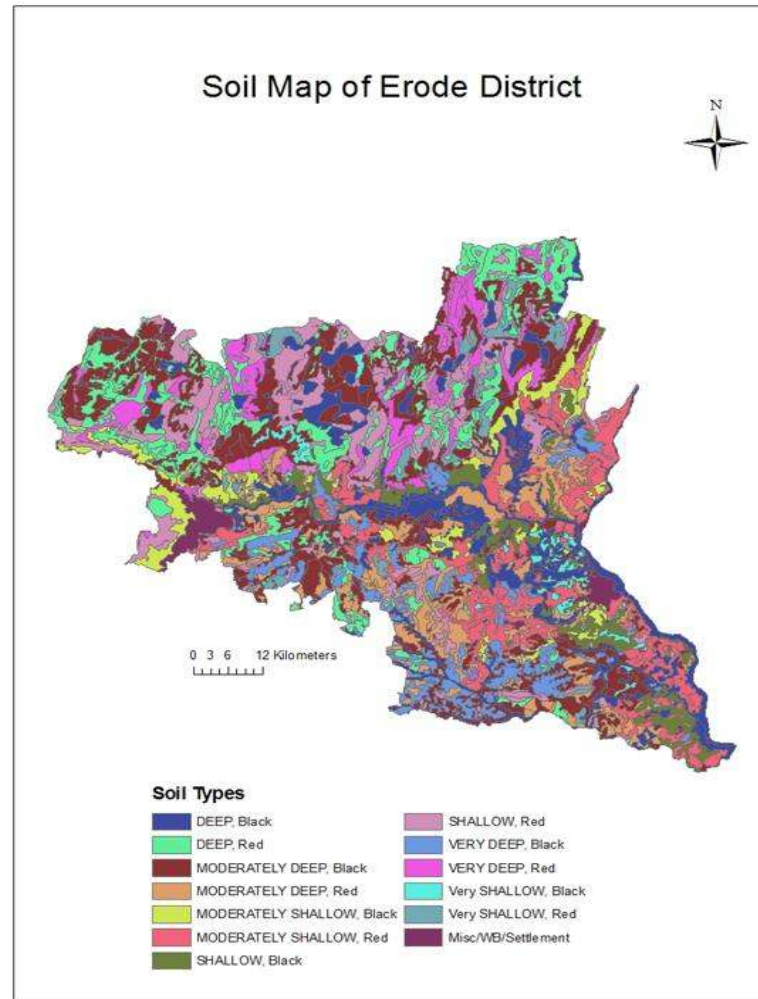 Soil Map of Erode District
N
0 3 6 12 Kilometers
Soil Types
DEEP, Black
DEEP, Red
MODERATELY DEEP, Black
MODERATELY DEEP, Red
MODERATELY SHALLOW, Black
MODERATELY SHALLOW, Red
SHALLOW, Black
SHALLOW, Red
VERY DEEP, Black
VERY DEEP, Red
Very SHALLOW, Black
Very SHALLOW, Red
Misc/WB/Settlement